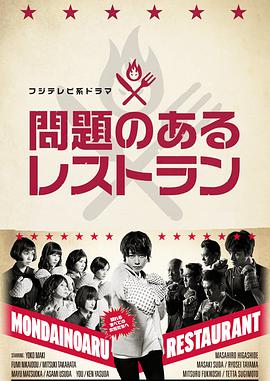 フジテレビ系ドラマ
問題のある
レストラン
MONDAINOARU
RESTAURANT
STARRING YOKO MAKI
FUMI NIKAIDOU / MITSUKI TAKAHATA
MAYU MATSUOKA / ASAMI USUDA YOU / KEN YASUDA
MASAHIRO HIGASHIDE
MASAKI SUDA / RYOSEI TAYAMA
MITSURU FUKIKOSHI / TETTA SUGIMOTO